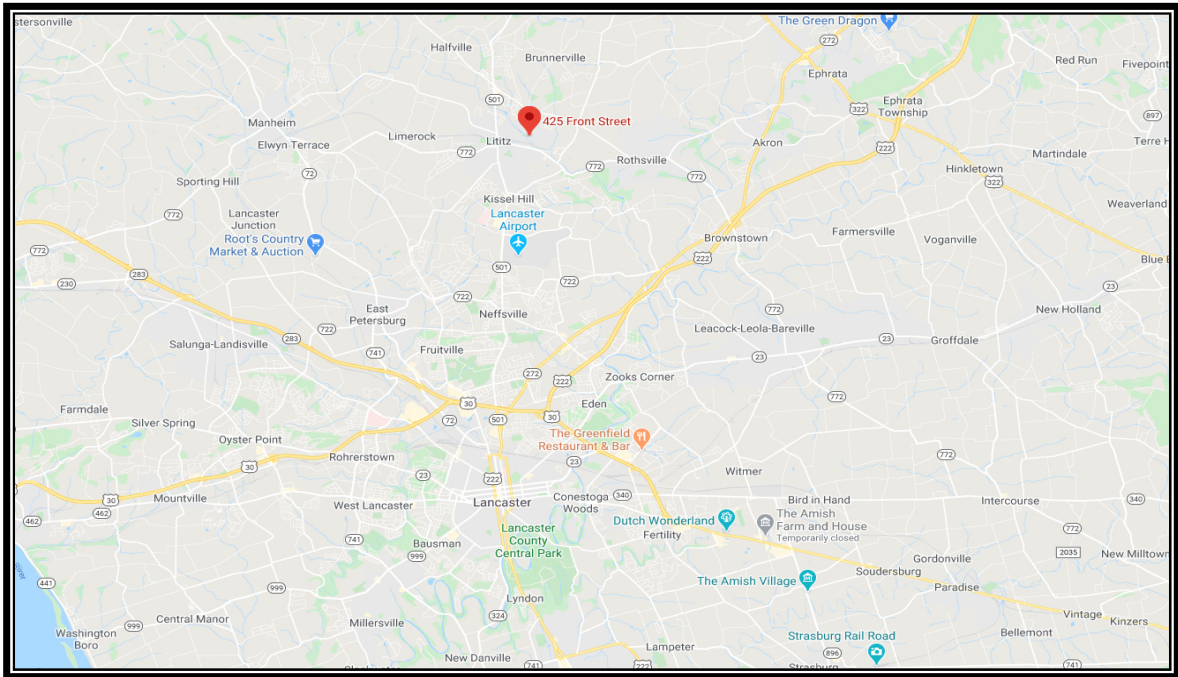 stersonville
The Green Dragon
272
Halfville
Brunnerville
Red Run
Fivepoint
Ephrata
501
Ephrata
Township
322
897
Manheim
425 Front Street
Limerock
Lititz
Elwyn Terrace
Akron
Terre H
772
222
Martindale
72
772
Rothsville
772
Hinkletown
322
Sporting Hill
Kissel Hill
Weaverland
772
Lancaster
Junction
Lancaster
Airport
Root's Country
Market & Auction
Brownstown
Farmersville
Voganville
772
222
Blue B
501
283
230
722
23
722
772
East
Petersburg
Neffsville
New Holland
722
Leacock-Leola-Bareville
283
Salunga-Landisville
741
Fruitville
23
23
Groffdale
272
222
Zooks Corner
772
30
Eden
Farmdale
72
501
30
Silver Spring
The Greenfield
Restaurant & Bar
Oyster Point
Rohrerstown
772
30
23
23
222
Witmer
Mountville
30
462
West Lancaster
Lancaster
Conestoga
Woods
340
Bird in Hand
Intercourse
340
462
The Amish
Farm and House
Temporarily closed
Dutch Wonderland
Fertility
Lancaster
County
Central Park
772
741
Bausman
999
2035
New Milltown
Gordonville
Soudersburg
441
999
The Amish Village
Paradise
Lyndon
324
Central Manor
Millersville
999
Vintage
Kinzers
Washington
Boro
Strasburg Rail Road
Bellemont
Lampeter
896
New Danville
741
222
741
Strasburg